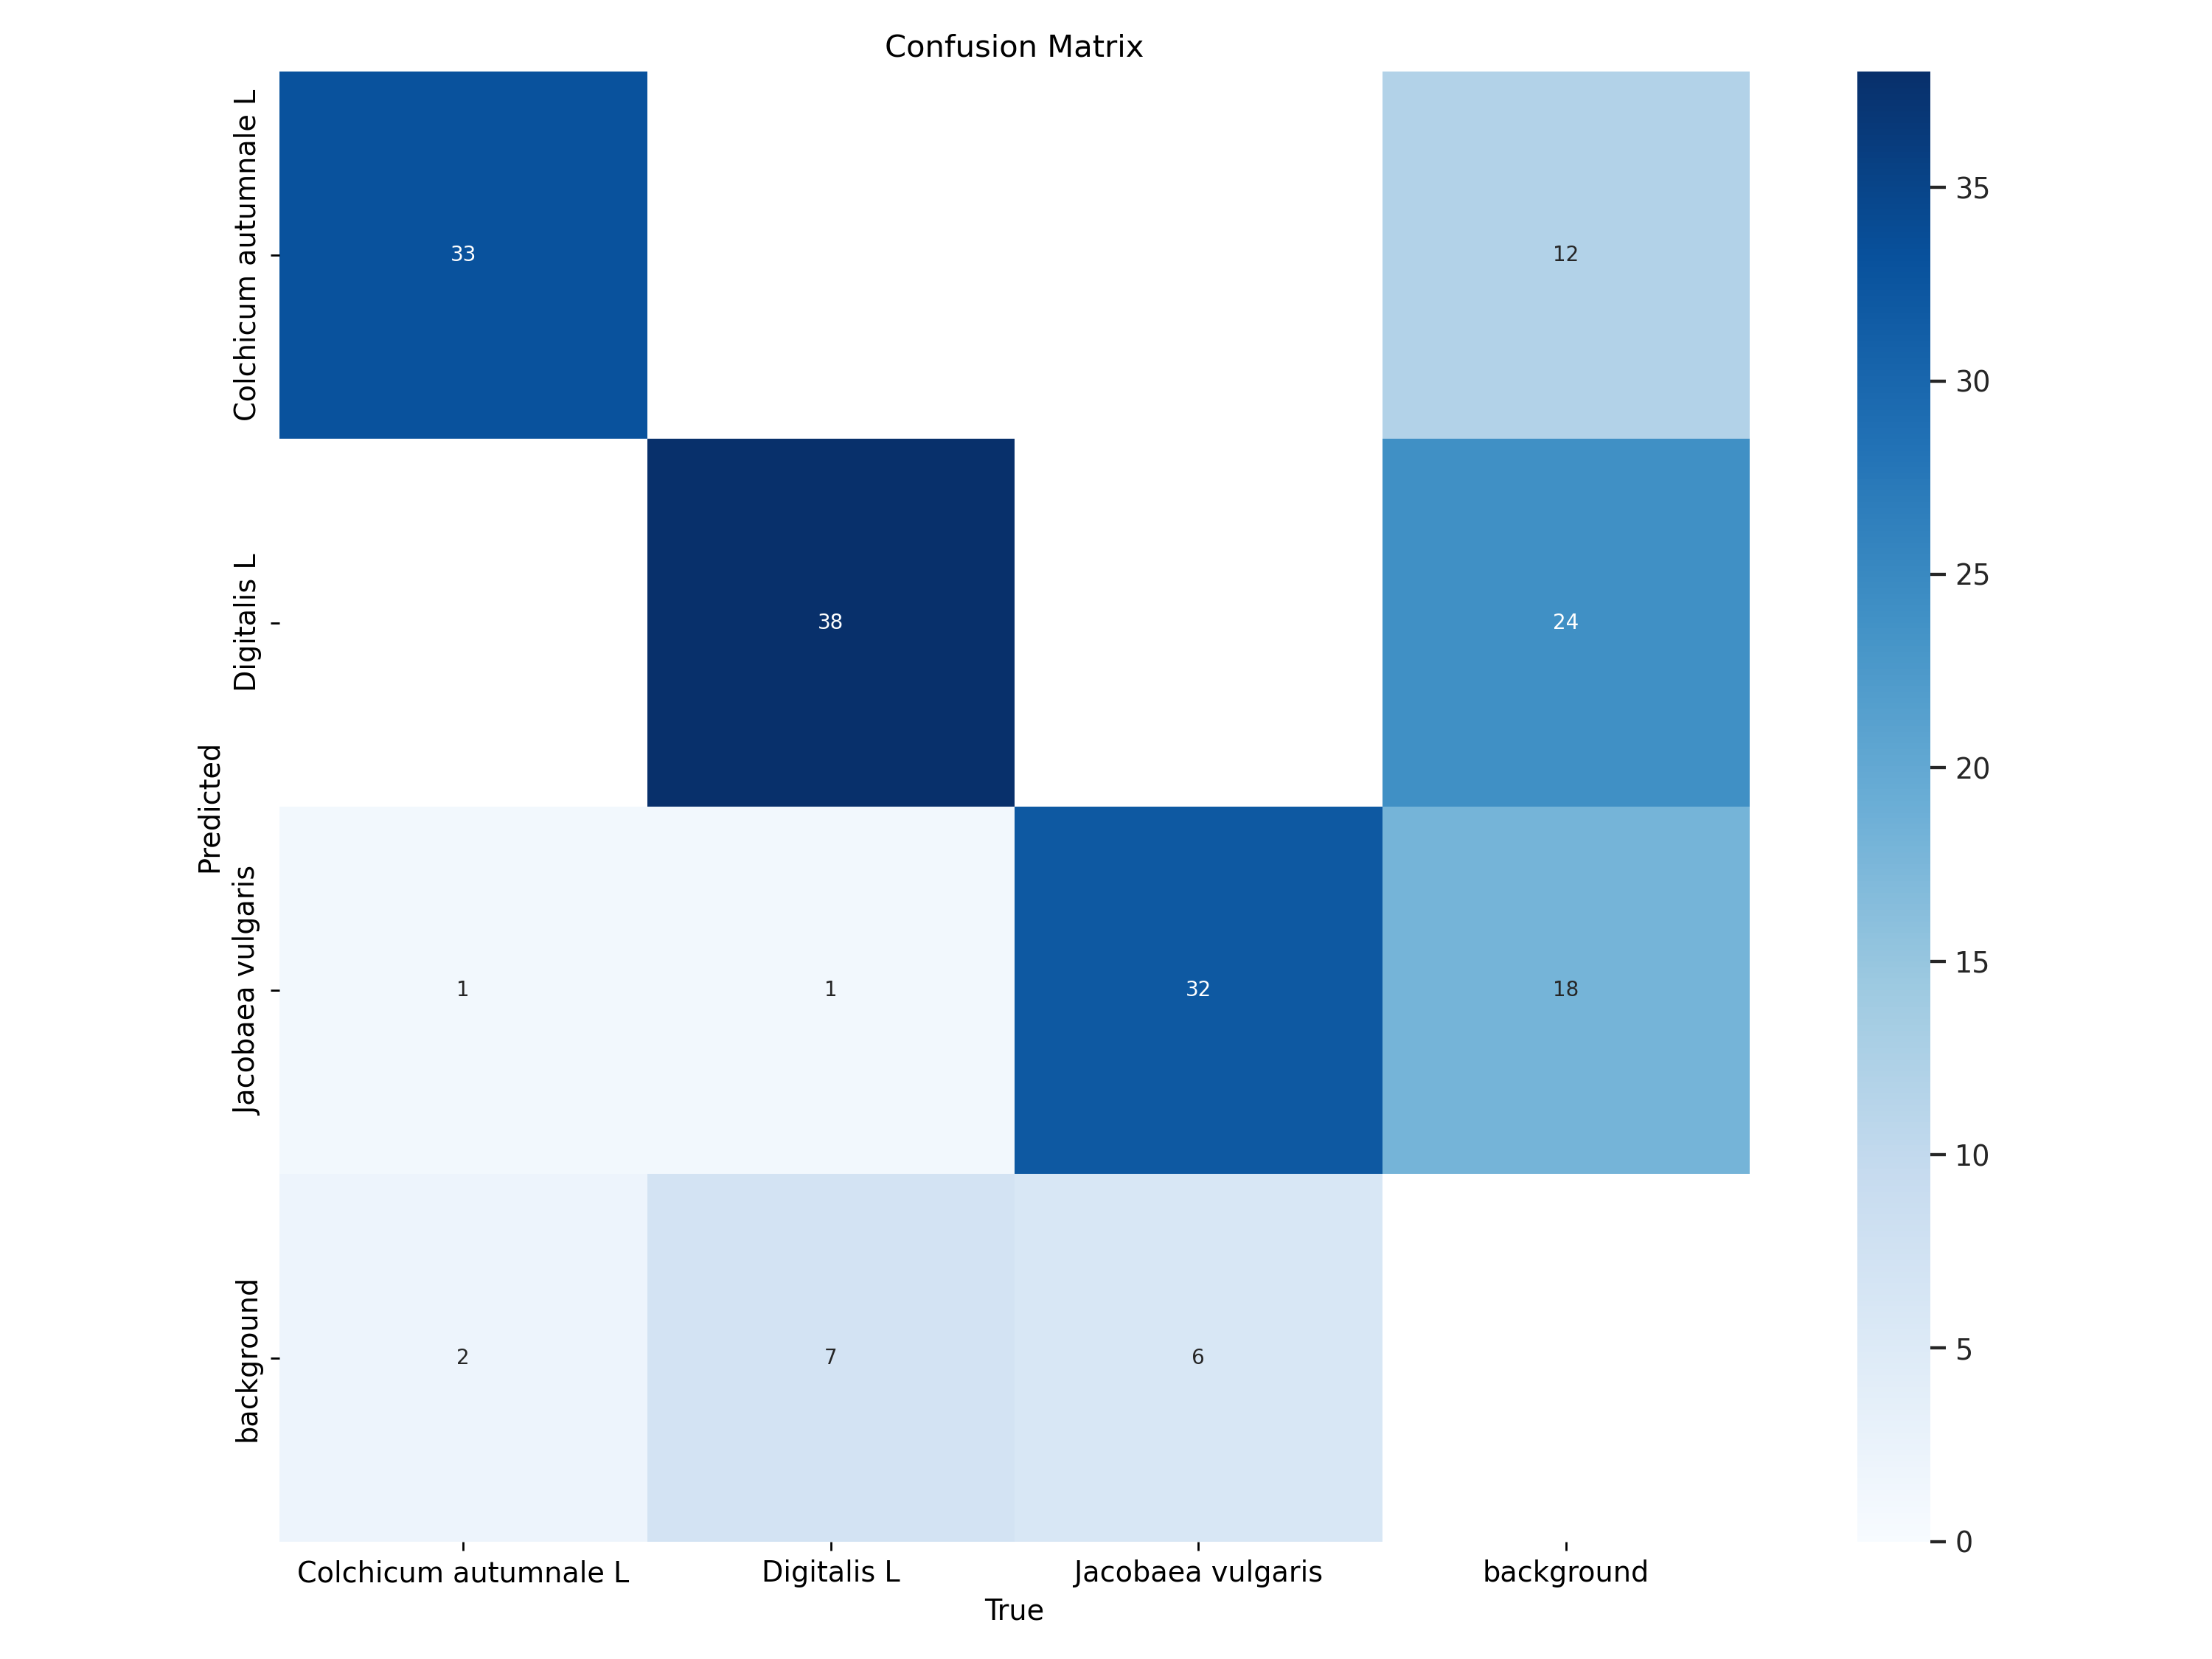 Confusion Matrix
Colchicum autumnale L
Digitalis L
Jacobaea vulgaris
background
Predicted
33
12
38
24
1
1
32
18
2
7
6
Colchicum autumnale L
Digitalis L
Jacobaea vulgaris
background
True
35
30
25
20
15
10
5
0